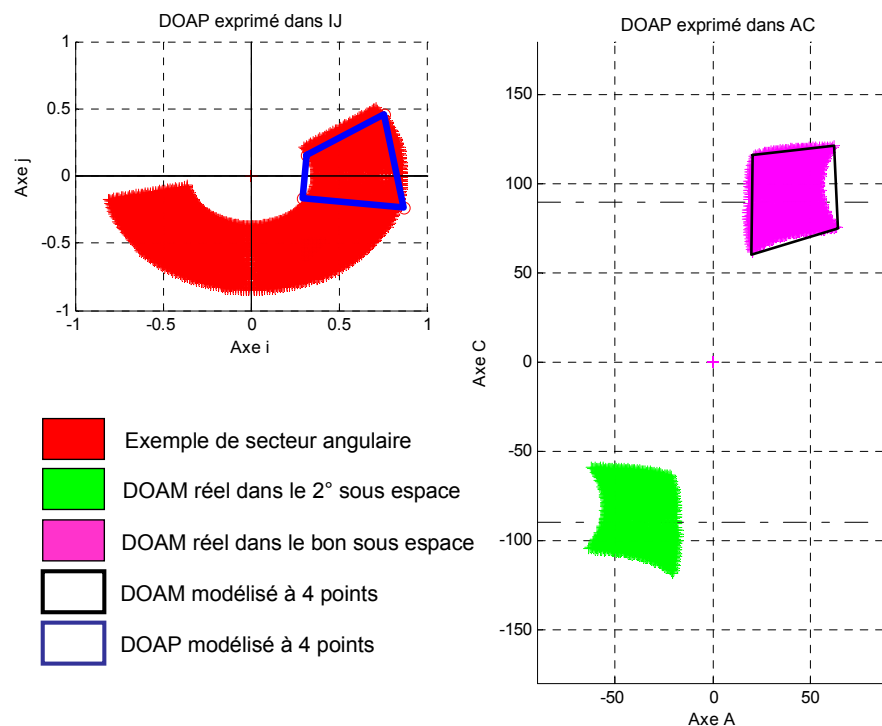 DOAP exprimé dans IJ
1
0.5
0
-0.5
-1
-1
-0.5
0
0.5
1
Axe j
Axe i
DOAP exprimé dans AC
150
100
50
0
-50
-100
-150
-50
0
50
Axe C
Axe A
Exemple de secteur angulaire
DOAM réel dans le 2° sous espace
DOAM réel dans le bon sous espace
DOAM modélisé à 4 points
DOAP modélisé à 4 points